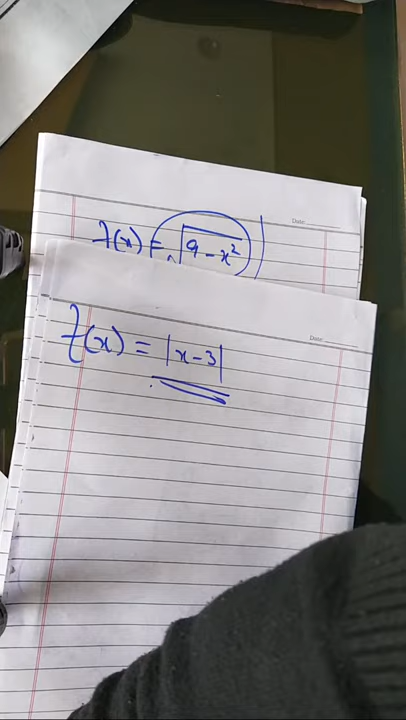 Date:
f(x) = √9-x²
Date:
f(x) = |x-3|